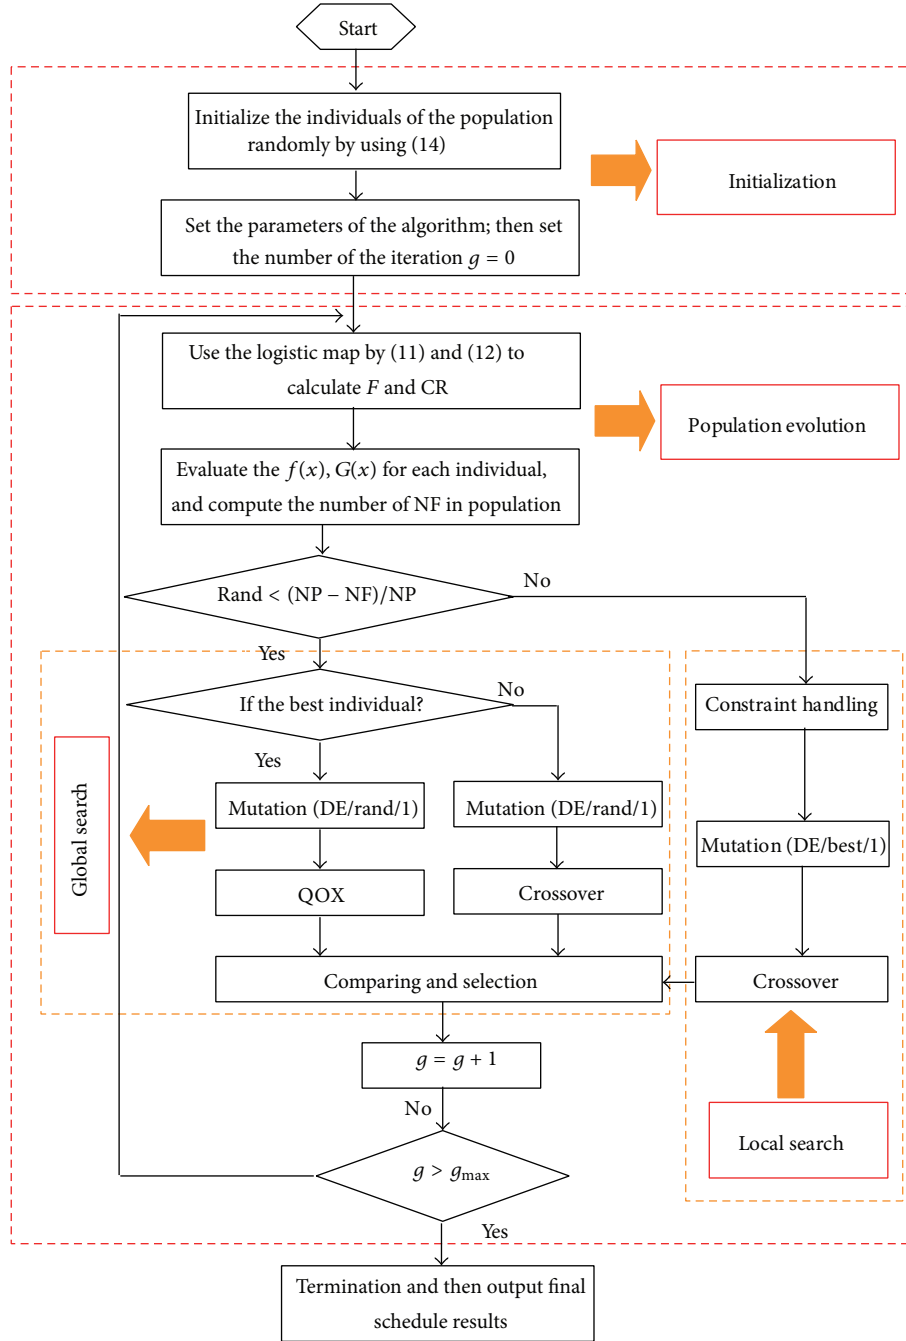 Start
Initialize the individuals of the population
randomly by using (14)
Initialization
Set the parameters of the algorithm; then set
the number of the iteration g = 0
Use the logistic map by (11) and (12) to
calculate F and CR
Population evolution
Evaluate the f(x), G(x) for each individual,
and compute the number of NF in population
Rand < (NP − NF)/NP
No
Yes
If the best individual?
No
Constraint handling
Yes
Global search
Mutation (DE/rand/1)
Mutation (DE/rand/1)
Mutation (DE/best/1)
QOX
Crossover
Comparing and selection
Crossover
g = g + 1
No
Local search
g > gmax
Yes
Termination and then output final
schedule results